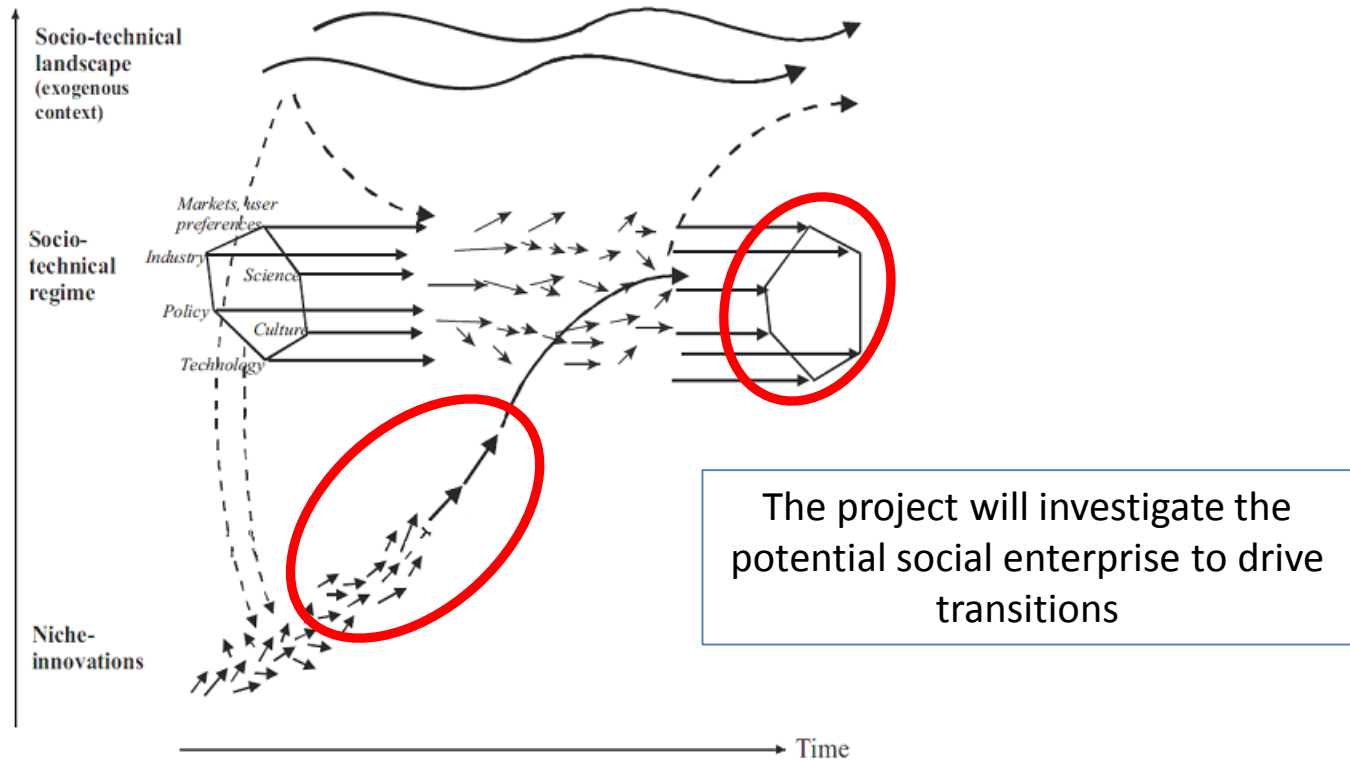 Socio-technical
landscape
(exogenous
context)
Markets, user
preferences
Socio-
technical
regime
Industry
Science
Policy
Culture
Technology
The project will investigate the
potential social enterprise to drive
transitions
Niche-
innovations
Time